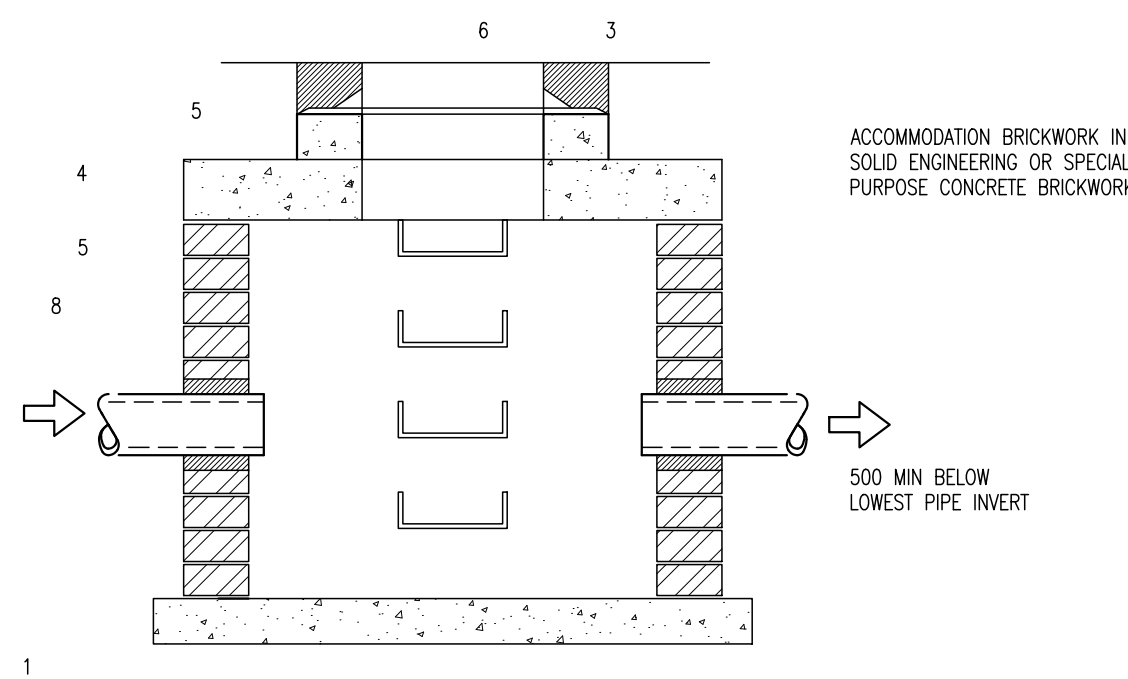 6 3
5
ACCOMMODATION BRICKWORK IN
SOLID ENGINEERING OR SPECIAL
PURPOSE CONCRETE BRICKWORK
4
5
8
500 MIN BELOW
LOWEST PIPE INVERT
1